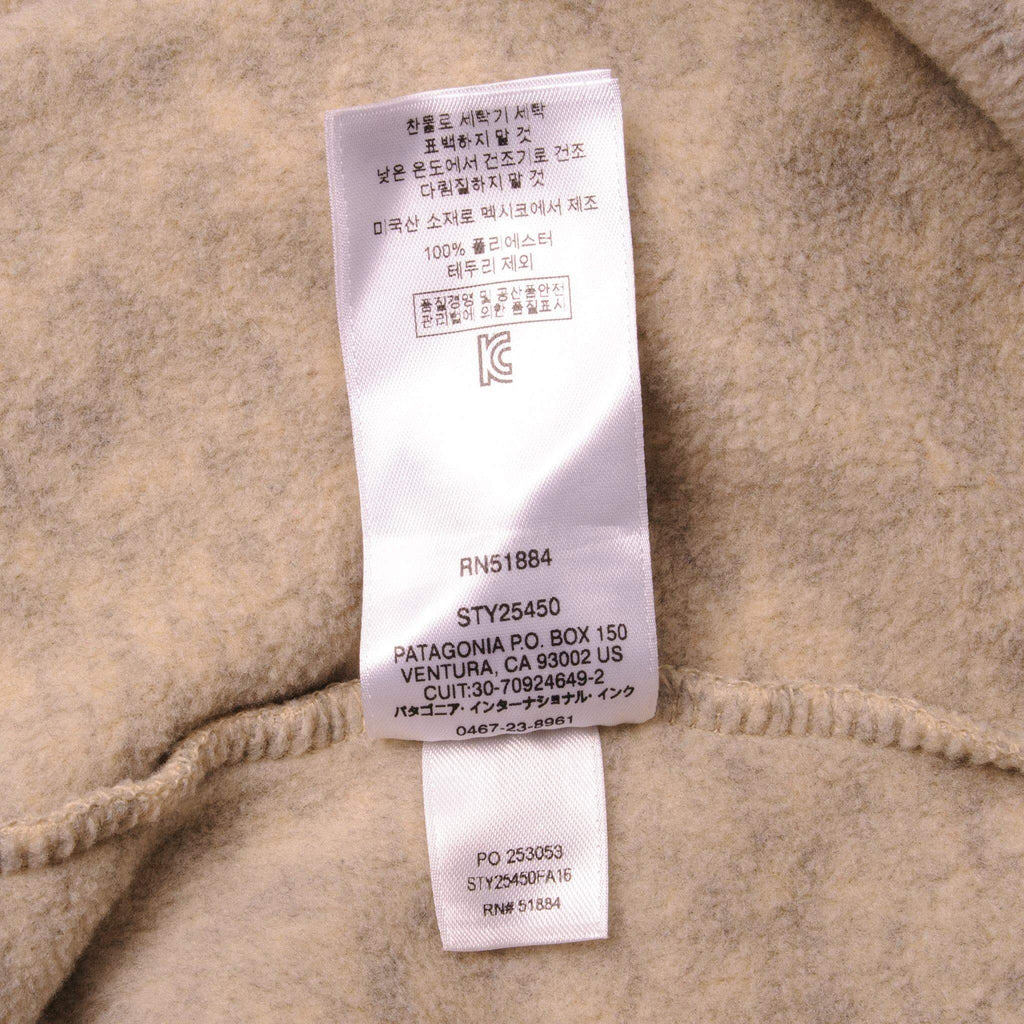 찬물로 세탁기 세탁
표백하지 말 것
낮은 온도에서 건조기로 건조
다림질하지 말 것
미국산 소재로 멕시코에서 제조
100% 폴리에스터
테두리 제외
품질경영 및 공산품안전
관리법에 의한 품질표시
KC
RN51884
STY25450
PATAGONIA P.O. BOX 150
VENTURA, CA 93002 US
CUIT:30-70924649-2
パタゴニア・インターナショナル・インク
0467-23-8961
PO 253053
STY25450FA16
RN# 51884